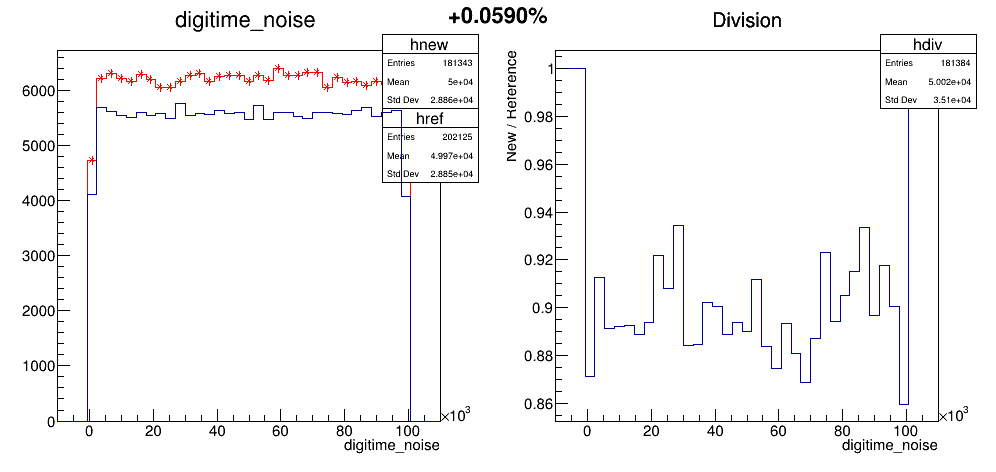 +0.0590%
digitime_noise
hnew
Entries 181343
Mean 5e+04
Std Dev 2.886e+04
href
Entries 202125
Mean 4.997e+04
Std Dev 2.885e+04
6000
5000
4000
3000
2000
1000
0
0 20 40 60 80 100 ×10³
digitime_noise
Division
hdiv
Entries 181384
Mean 5.002e+04
Std Dev 3.51e+04
New / Reference
1
0.98
0.96
0.94
0.92
0.9
0.88
0.86
0 20 40 60 80 100 ×10³
digitime_noise